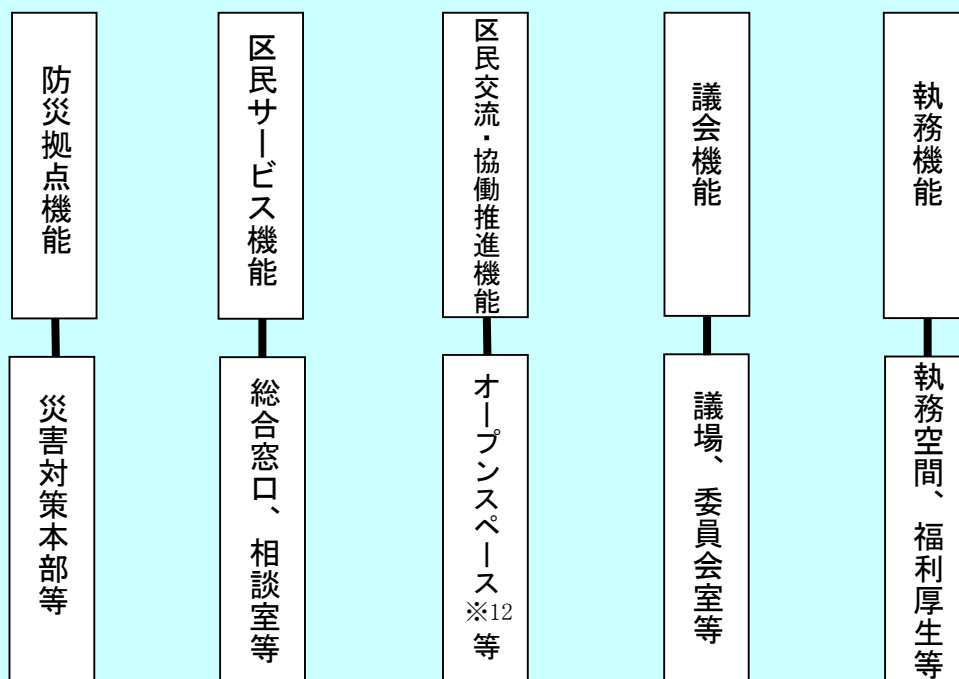 防災拠点機能
区民サービス機能
区民交流・協働推進機能
議会機能
執務機能
災害対策本部等
総合窓口、相談室等
オープンスペース※12等
議場、委員会室等
執務空間、福利厚生等